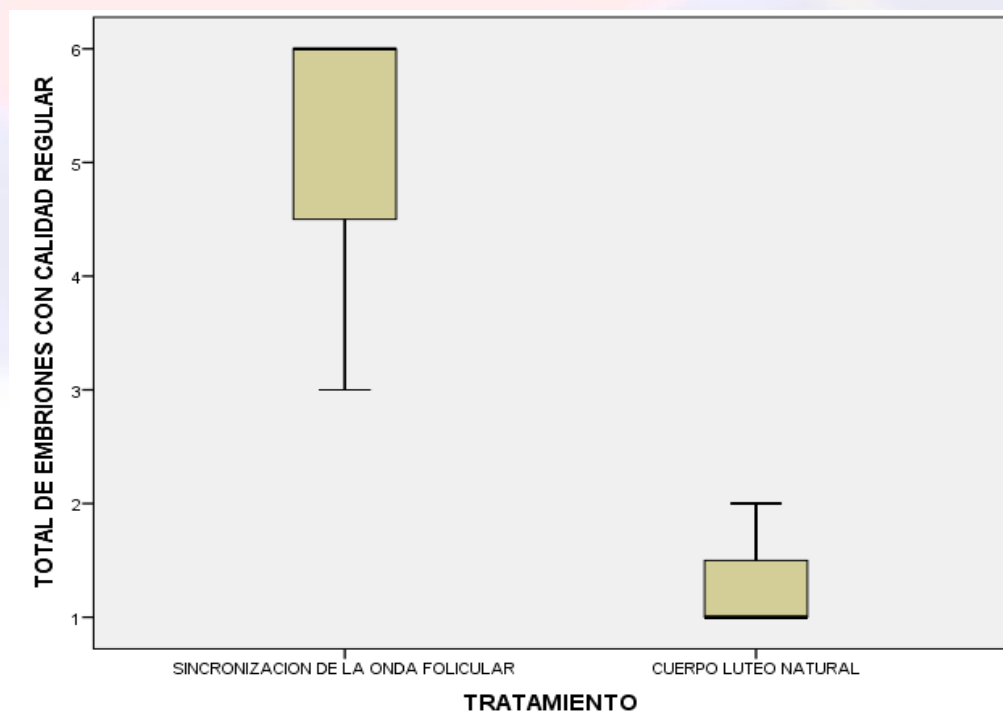 TOTAL DE EMBRIONES CON CALIDAD REGULAR
6
5
4
3
2
1
SINCRONIZACION DE LA ONDA FOLICULAR
CUERPO LUTEO NATURAL
TRATAMIENTO